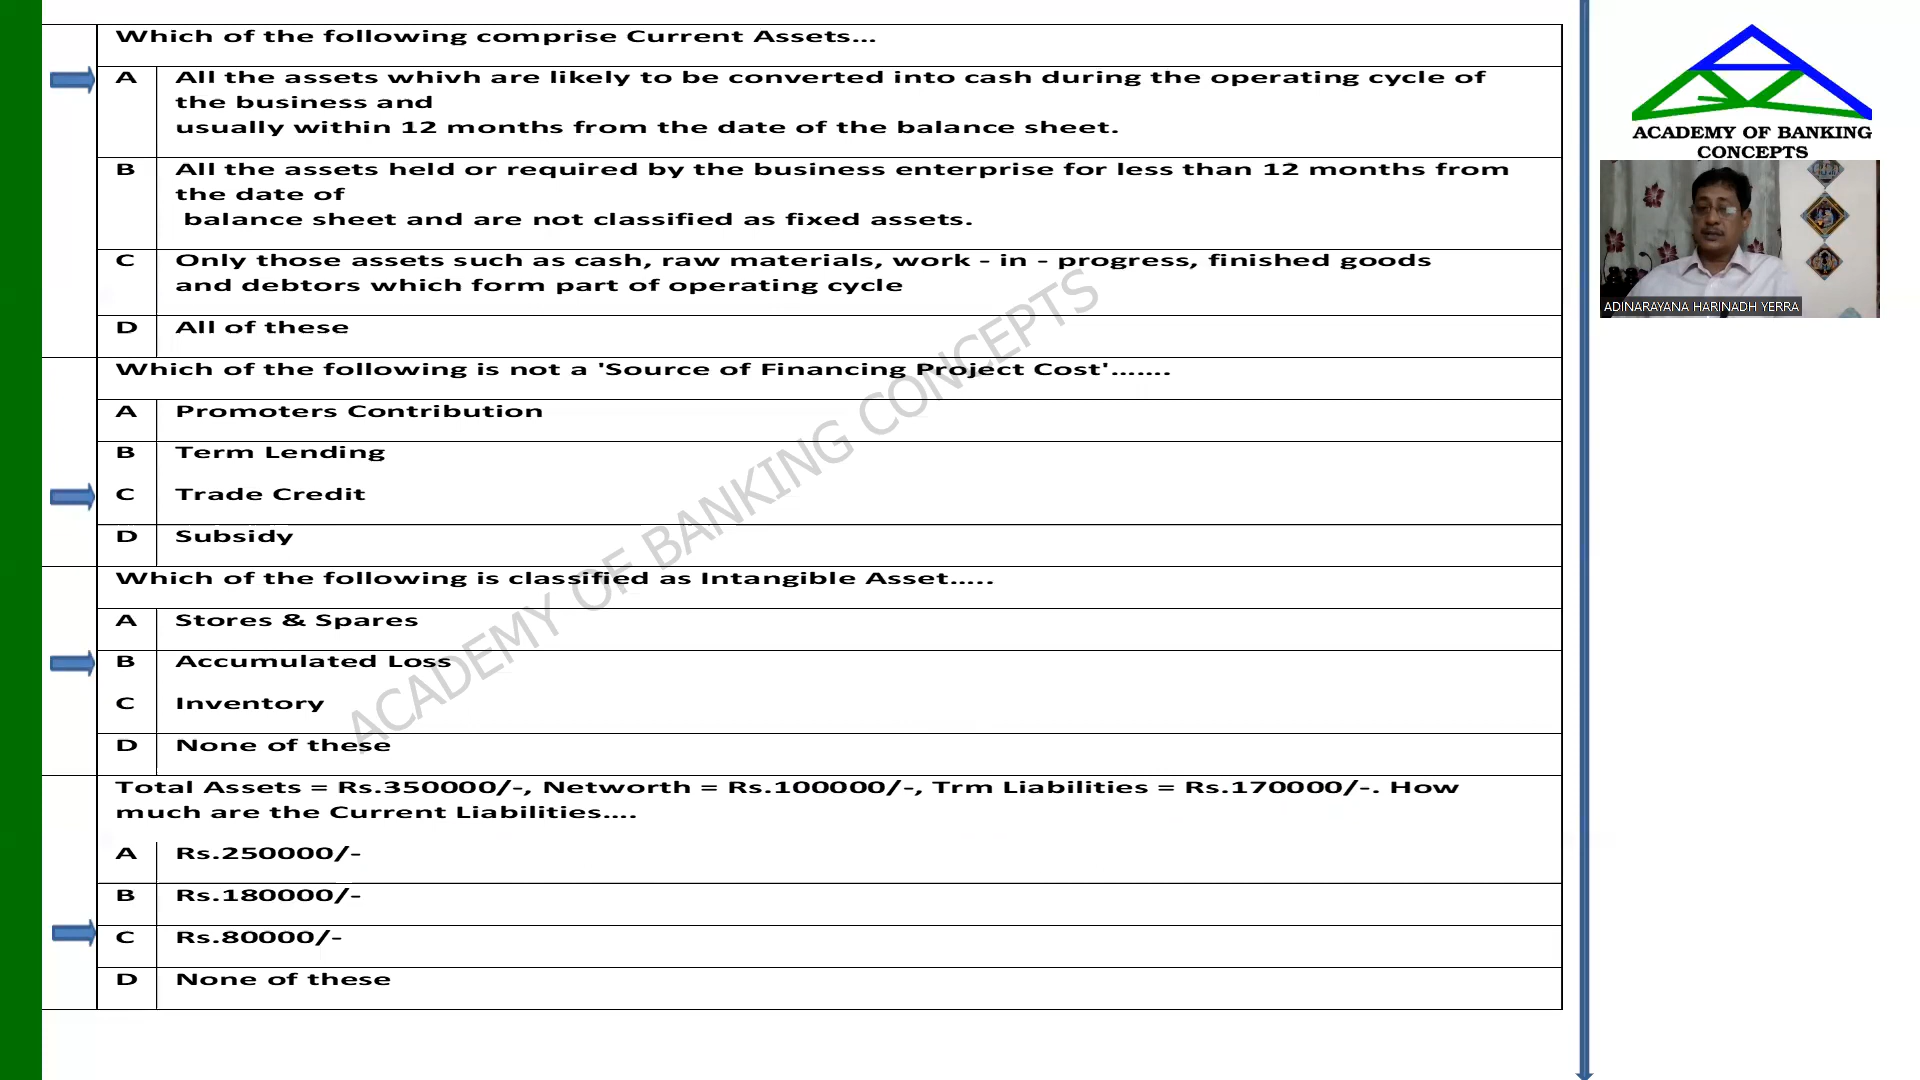 Which of the following comprise Current Assets...
A All the assets whivh are likely to be converted into cash during the operating cycle of
the business and
usually within 12 months from the date of the balance sheet.
B All the assets held or required by the business enterprise for less than 12 months from
the date of
balance sheet and are not classified as fixed assets.
C Only those assets such as cash, raw materials, work - in - progress, finished goods
and debtors which form part of operating cycle
D All of these
Which of the following is not a 'Source of Financing Project Cost'.......
A Promoters Contribution
B Term Lending
C Trade Credit
D Subsidy
Which of the following is classified as Intangible Asset.....
A Stores & Spares
B Accumulated Loss
C Inventory
D None of these
Total Assets = Rs.350000/-, Networth = Rs.100000/-, Trm Liabilities = Rs.170000/-. How
much are the Current Liabilities....
A Rs.250000/-
B Rs.180000/-
C Rs.80000/-
D None of these
ACADEMY OF BANKING CONCEPTS
ACADEMY OF BANKING
CONCEPTS
ADINARAYANA HARINADH YERRA